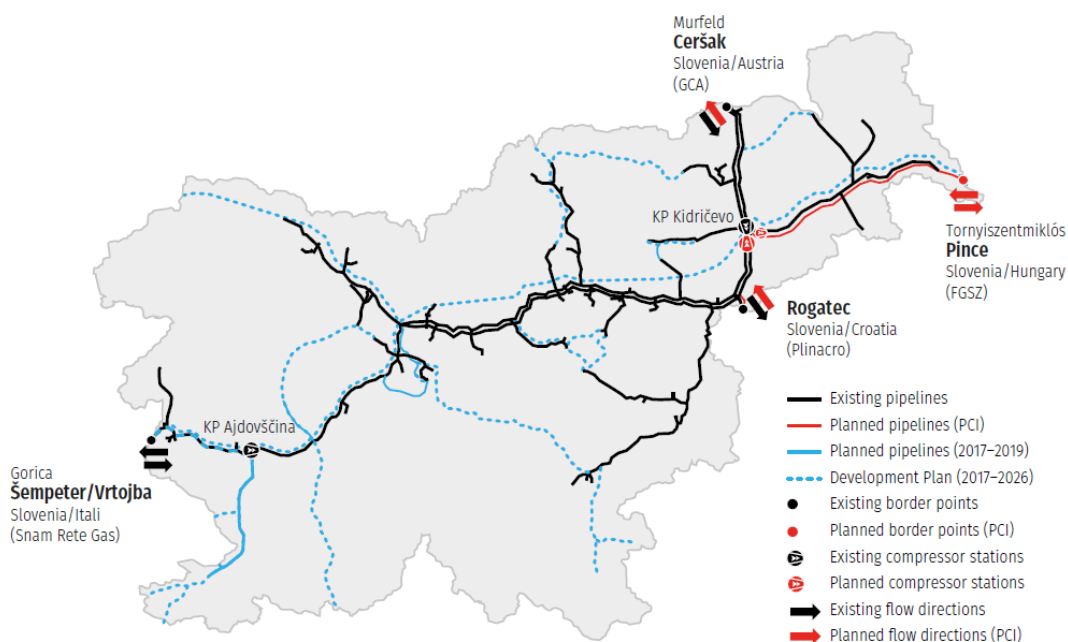 Murfeld
Ceršak
Slovenia/Austria
(GCA)
KP Kidričevo
Tornyiszentmiklós
Pince
Slovenia/Hungary
(FGSZ)
Rogatec
Slovenia/Croatia
(Plinacro)
KP Ajdovščina
Gorica
Šempeter/Vrtojba
Slovenia/Itali
(Snam Rete Gas)
Existing pipelines
Planned pipelines (PCI)
Planned pipelines (2017–2019)
Development Plan (2017–2026)
Existing border points
Planned border points (PCI)
Existing compressor stations
Planned compressor stations
Existing flow directions
Planned flow directions (PCI)